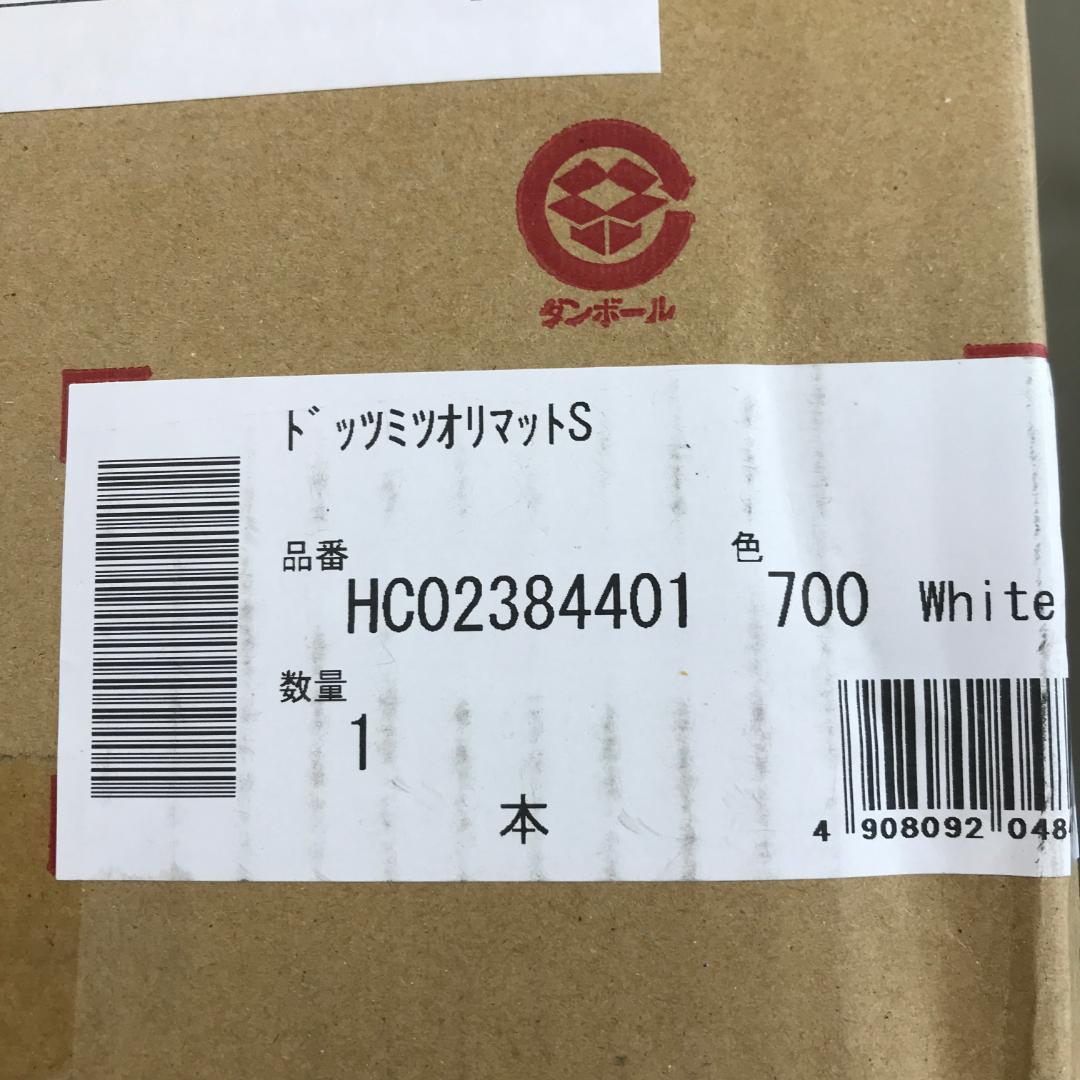 ダンボール
ﾄﾞｯﾂﾐﾂｵﾘﾏｯﾄS
品番 色
HC02384401 700 White
数量
1
本
4 908092 048